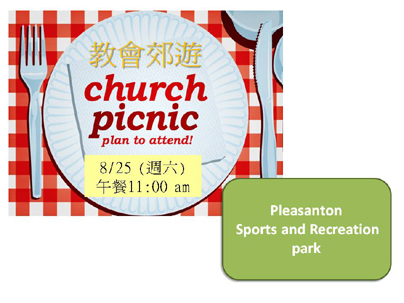 教會郊遊
church
picnic
plan to attend!
8/25 (週六)
午餐11:00 am
Pleasanton
Sports and Recreation
park